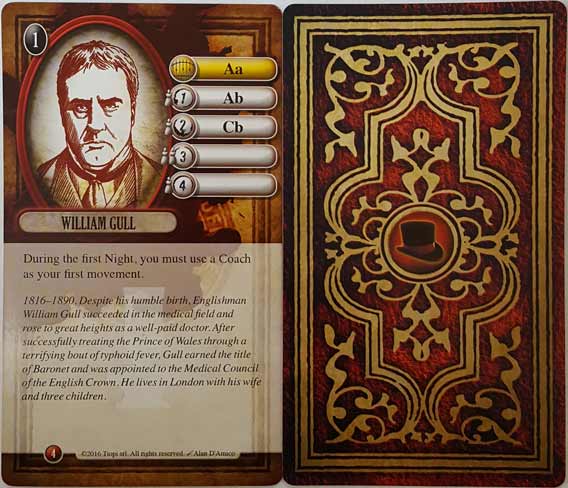 1
Aa
1 Ab
2 Cb
3
4
WILLIAM GULL
During the first Night, you must use a Coach
as your first movement.
1816–1890. Despite his humble birth, Englishman
William Gull succeeded in the medical field and
rose to great heights as a well-paid doctor. After
successfully treating the Prince of Wales through a
terrifying bout of typhoid fever, Gull earned the title
of Baronet and was appointed to the Medical Council
of the English Crown. He lives in London with his wife
and three children.
4 ©2016 Tsopi srl. All rights reserved. Alan D'Amico